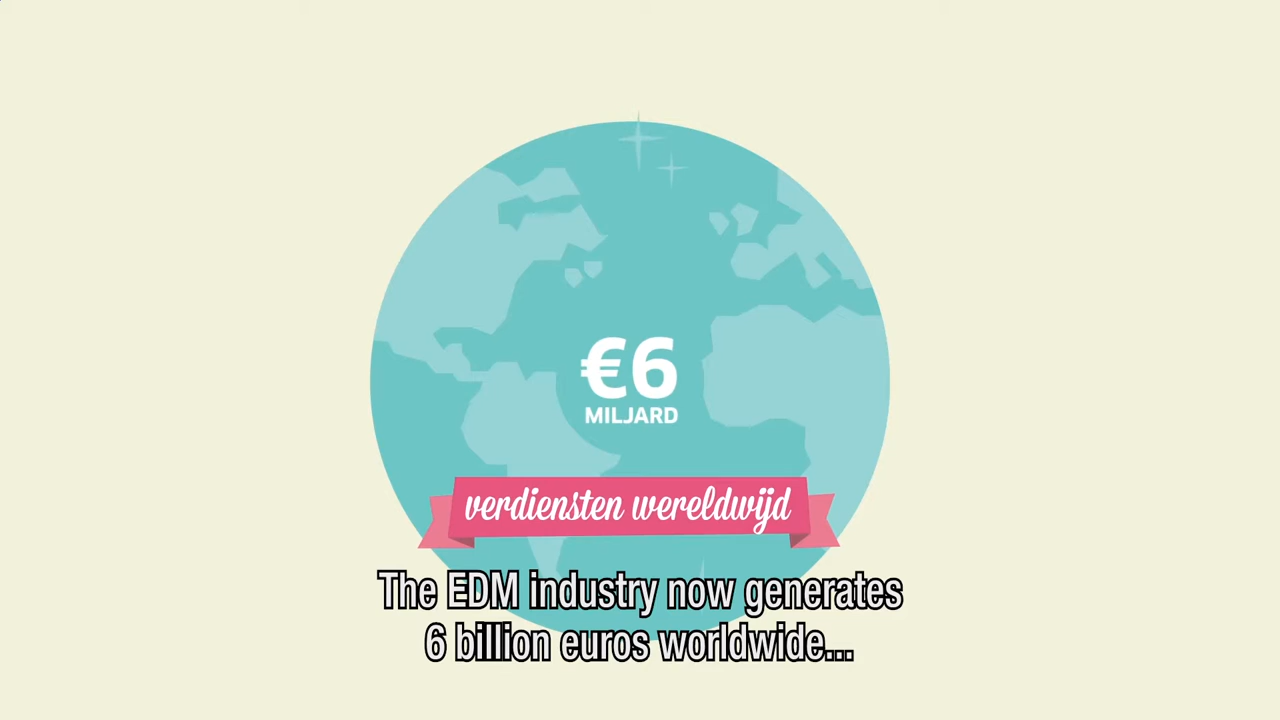 €6
MILJARD
verdiensten wereldwijd
The EDM industry now generates
6 billion euros worldwide...